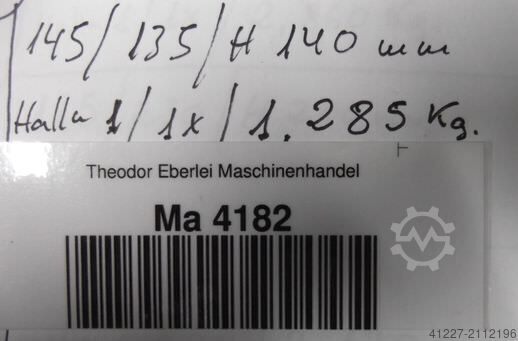 145/135/H 140 mm
Halle 1/1x/1.285 Kg.
Theodor Eberlei Maschinenhandel
Ma 4182
41227-2112196